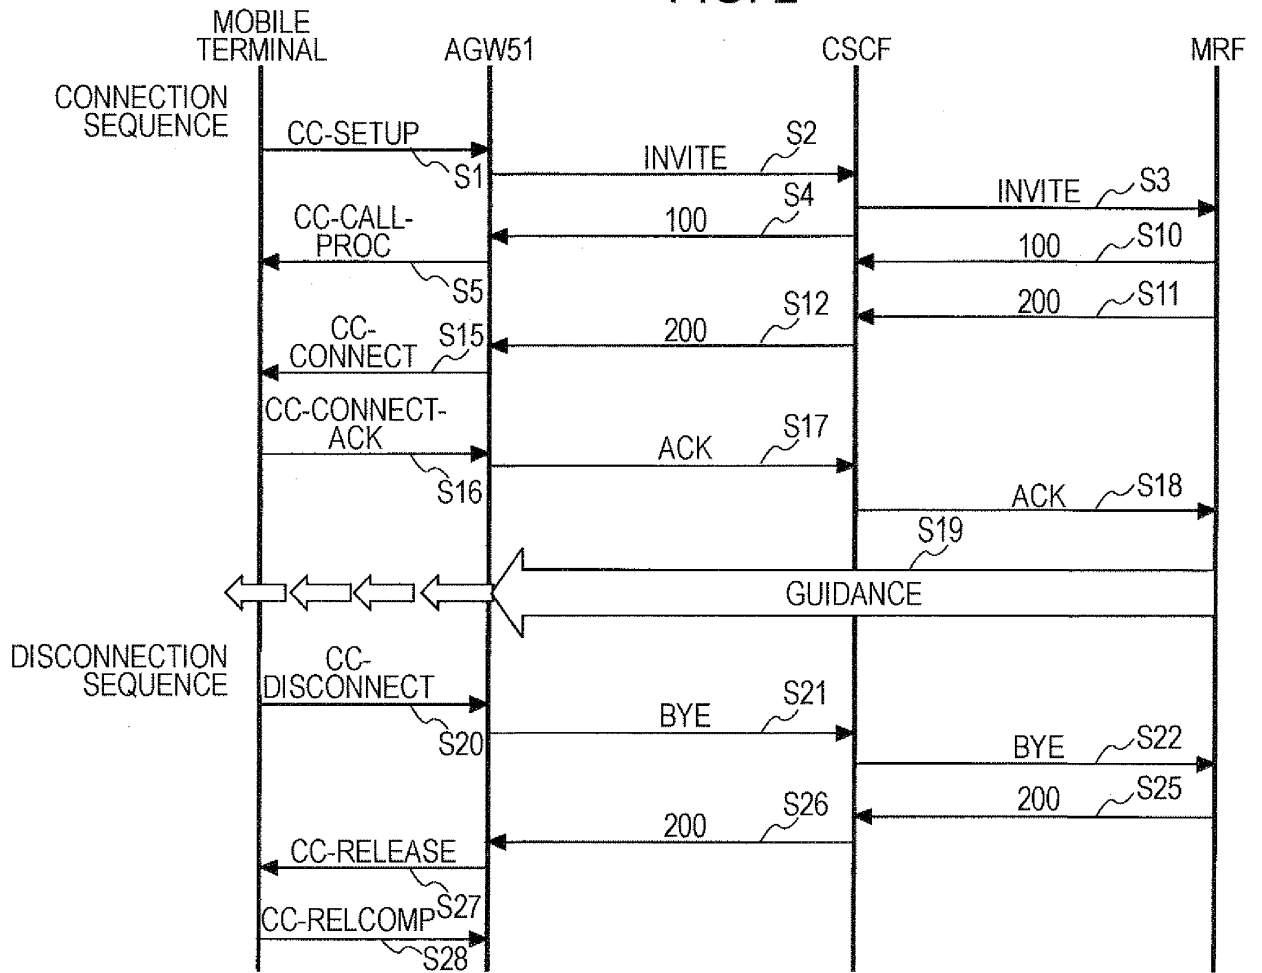 MOBILE
TERMINAL
AGW51
CSCF
MRF
CONNECTION
SEQUENCE
CC-SETUP
S1
INVITE
S2
INVITE
S3
100
S4
CC-CALL-
PROC
S5
100
S10
200
S11
200
S12
CC-
CONNECT
S15
CC-CONNECT-
ACK
S16
ACK
S17
ACK
S18
S19
GUIDANCE
DISCONNECTION
SEQUENCE
CC-
DISCONNECT
S20
BYE
S21
BYE
S22
200
S25
200
S26
CC-RELEASE
S27
CC-RELCOMP
S28